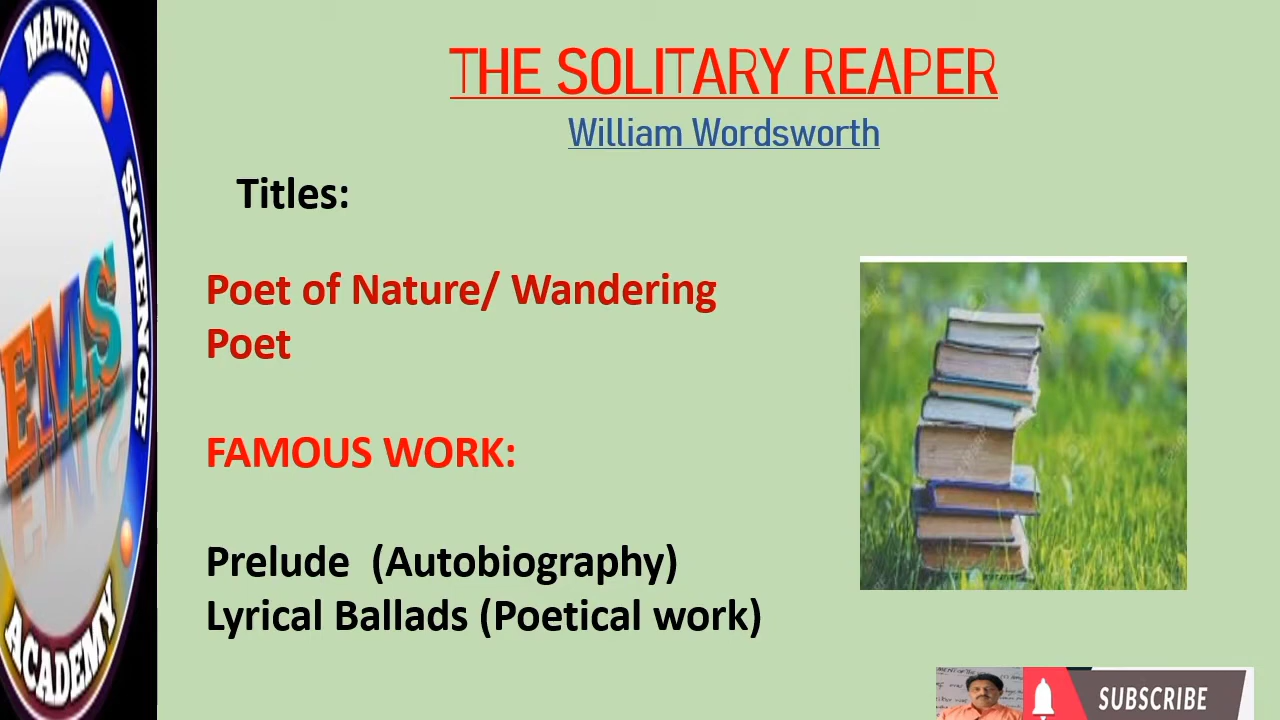 MATHS
SCIENCE
EMS
ACADEMY
THE SOLITARY REAPER
William Wordsworth
Titles:
Poet of Nature/ Wandering
Poet
FAMOUS WORK:
Prelude  (Autobiography)
Lyrical Ballads (Poetical work)
SUBSCRIBE